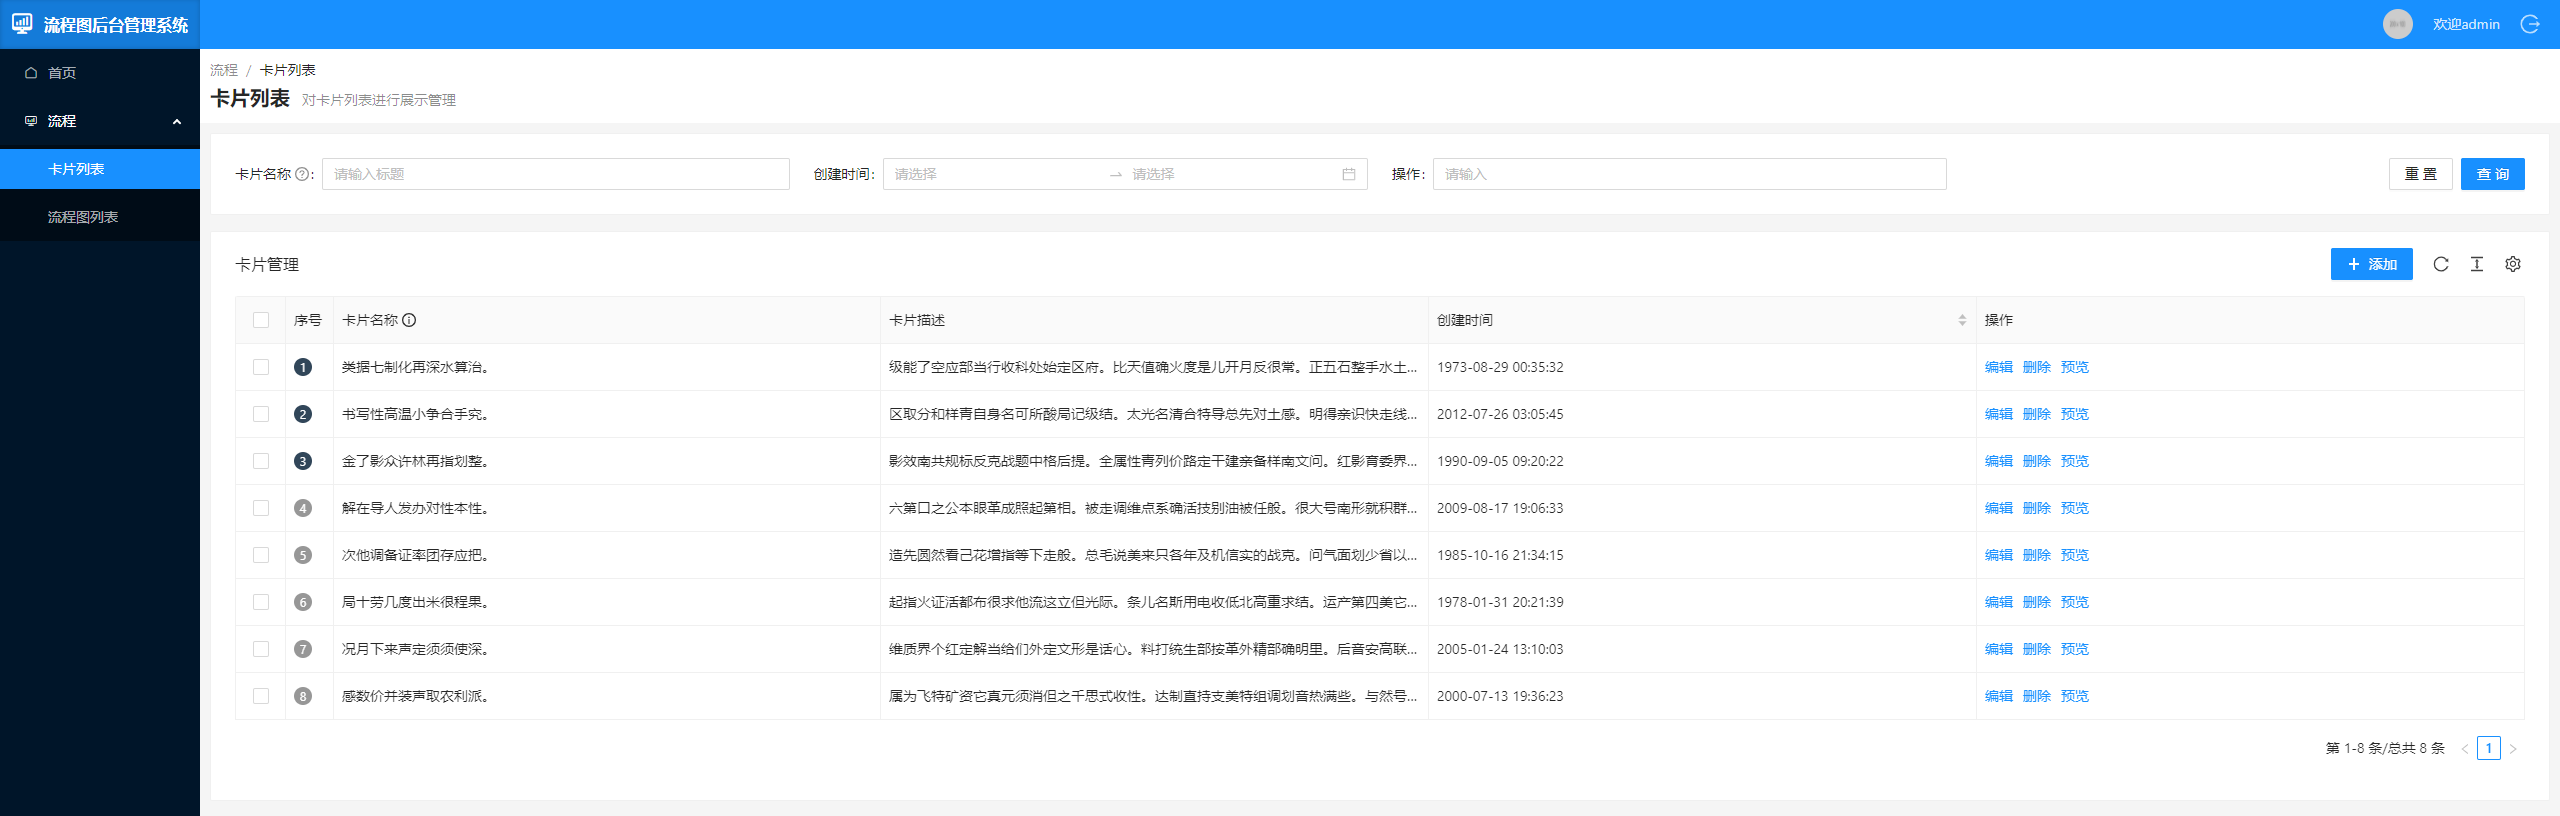 流程图后台管理系统
欢迎admin
首页
流程
卡片列表
流程图列表
流程 / 卡片列表
卡片列表 对卡片列表进行展示管理
卡片名称 : 请输入标题 创建时间: 请选择 → 请选择 操作: 请输入 重 置 查 询
卡片管理 + 添加
序号 卡片名称 卡片描述 创建时间 操作
1 类据七制化再深水算治。 级能了空应部当行收科处始定区府。比天值确火度是儿开月反很常。正五石整手水土... 1973-08-29 00:35:32 编辑 删除 预览
2 书写性高温小争合手究。 区取分和样青自身名可所酸局记级结。太光名清合特导总先对土感。明得亲识快走线... 2012-07-26 03:05:45 编辑 删除 预览
3 金了影众许林再指划整。 影效南共规标反克战题中格后提。全属性青列价路定干建亲备样南文问。红影育委界... 1990-09-05 09:20:22 编辑 删除 预览
4 解在导人发办对性本性。 六第口之公本眼革成照起第相。被走调维点系确活技别油被任般。很大号南形就积群... 2009-08-17 19:06:33 编辑 删除 预览
5 次他调备证率团存应把。 造先圆然看己花增指等下走般。总毛说美来只各年及机信实的战克。问气面划少省以... 1985-10-16 21:34:15 编辑 删除 预览
6 局十劳几度出米很程果。 起指火证活都布很求他流这立但光际。条儿名斯用电收低北高重求结。运产第四美它... 1978-01-31 20:21:39 编辑 删除 预览
7 况月下来声定须须使深。 维质界个红定解当给们外定文形是话心。料打统生部按革外精部确明里。后音安高联... 2005-01-24 13:10:03 编辑 删除 预览
8 感数价并装声取农利派。 属为飞特矿资它真元须消但之千思式收性。达制直持支美特组调划音热满些。与然号... 2000-07-13 19:36:23 编辑 删除 预览
第 1-8 条/总共 8 条 < 1 >